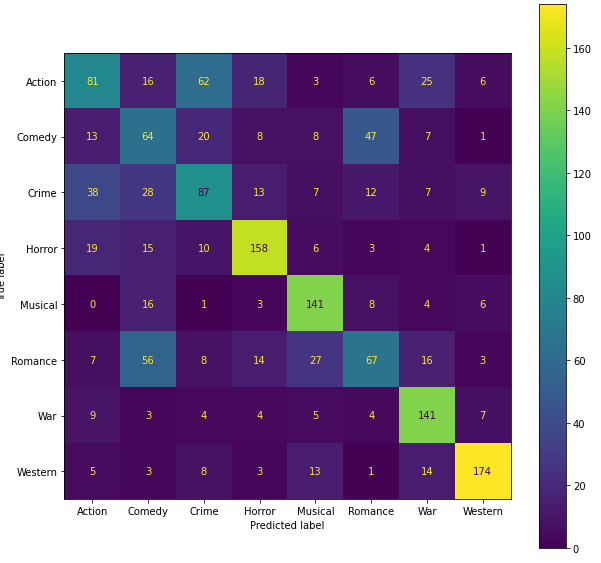 Action 81 16 62 18 3 6 25 6
Comedy 13 64 20 8 8 47 7 1
Crime 38 28 87 13 7 12 7 9
Horror 19 15 10 158 6 3 4 1
Musical 0 16 1 3 141 8 4 6
Romance 7 56 8 14 27 67 16 3
War 9 3 4 4 5 4 141 7
Western 5 3 8 3 13 1 14 174
Action Comedy Crime Horror Musical Romance War Western
Predicted label
True label
160
140
120
100
80
60
40
20
0